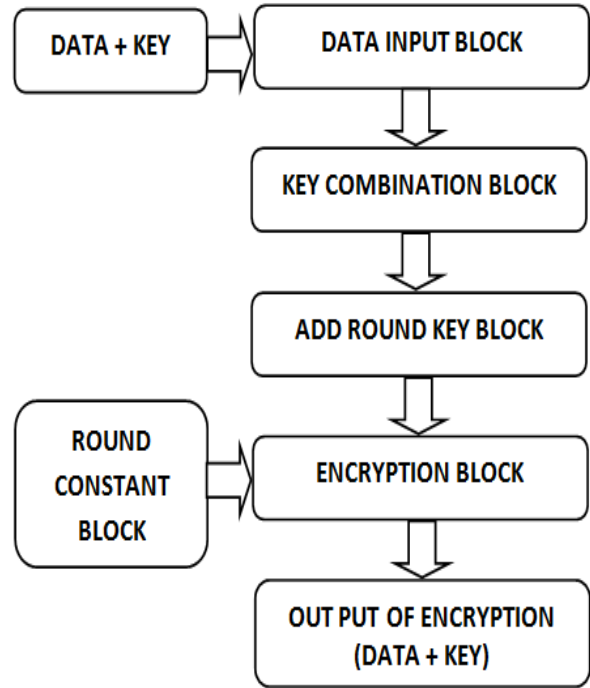 DATA + KEY
DATA INPUT BLOCK
KEY COMBINATION BLOCK
ADD ROUND KEY BLOCK
ROUND
CONSTANT
BLOCK
ENCRYPTION BLOCK
OUT PUT OF ENCRYPTION
(DATA + KEY)